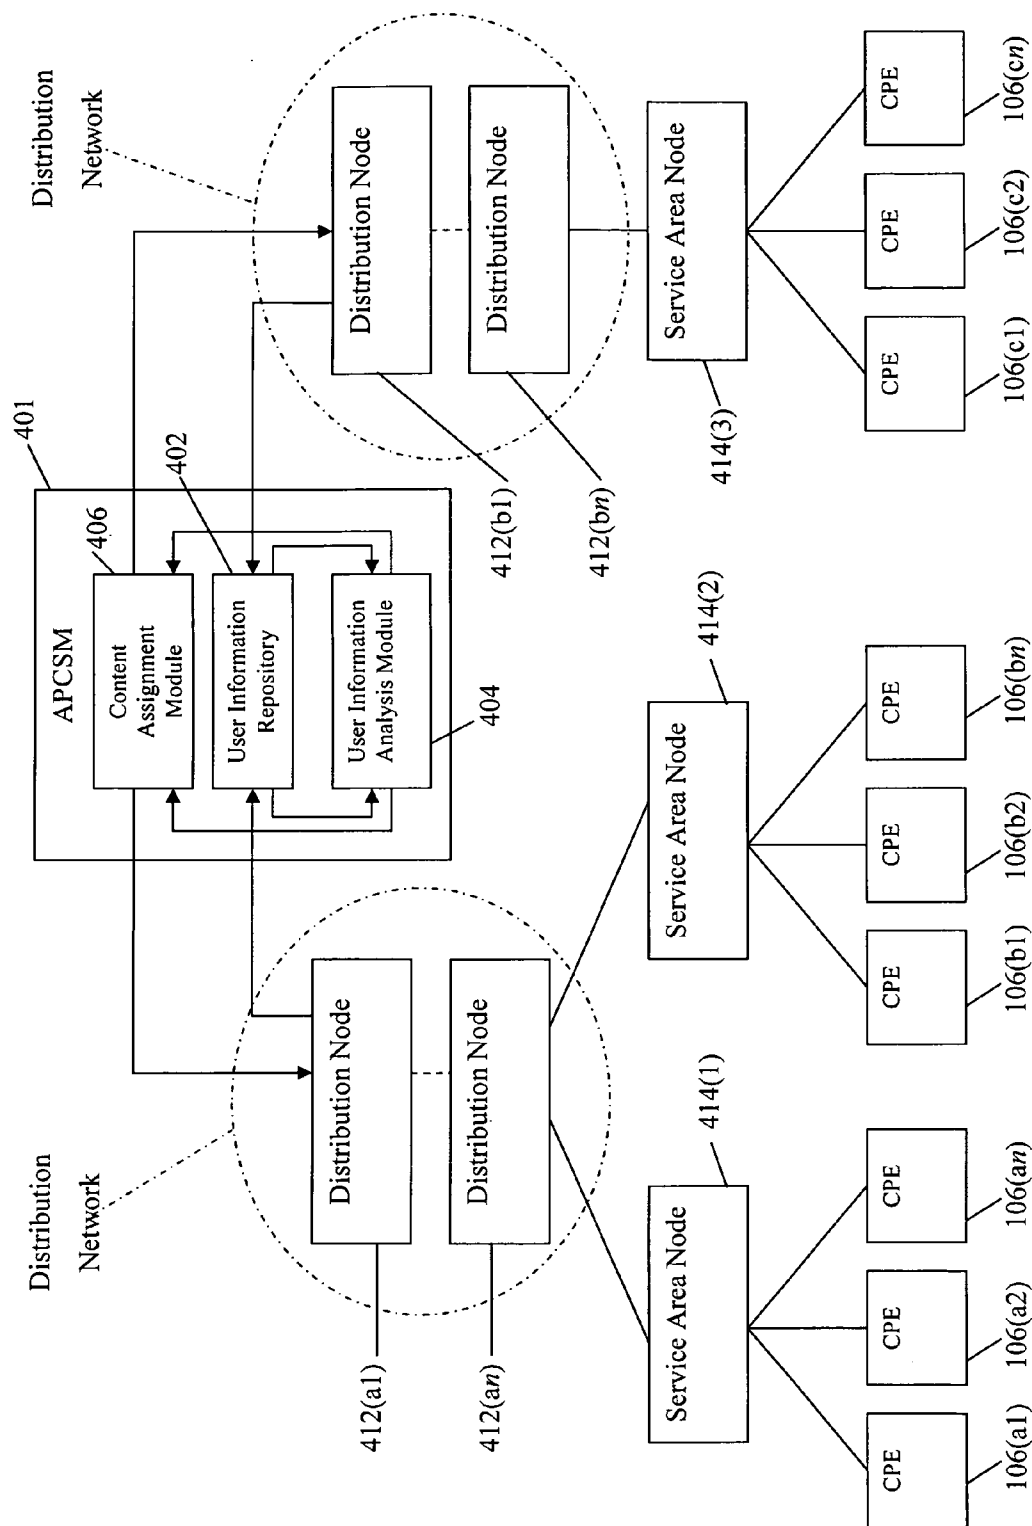 Distribution
Network
Distribution
Network
401
APCSM
406
Content
Assignment
Module
402
User Information
Repository
User Information
Analysis Module
404
Distribution Node
412(a1)
Distribution Node
412(an)
Distribution Node
412(b1)
Distribution Node
412(bn)
Service Area Node
414(1)
Service Area Node
414(2)
Service Area Node
414(3)
CPE
CPE
CPE
CPE
CPE
CPE
CPE
CPE
CPE
106(a1)
106(a2)
106(an)
106(b1)
106(b2)
106(bn)
106(c1)
106(c2)
106(cn)